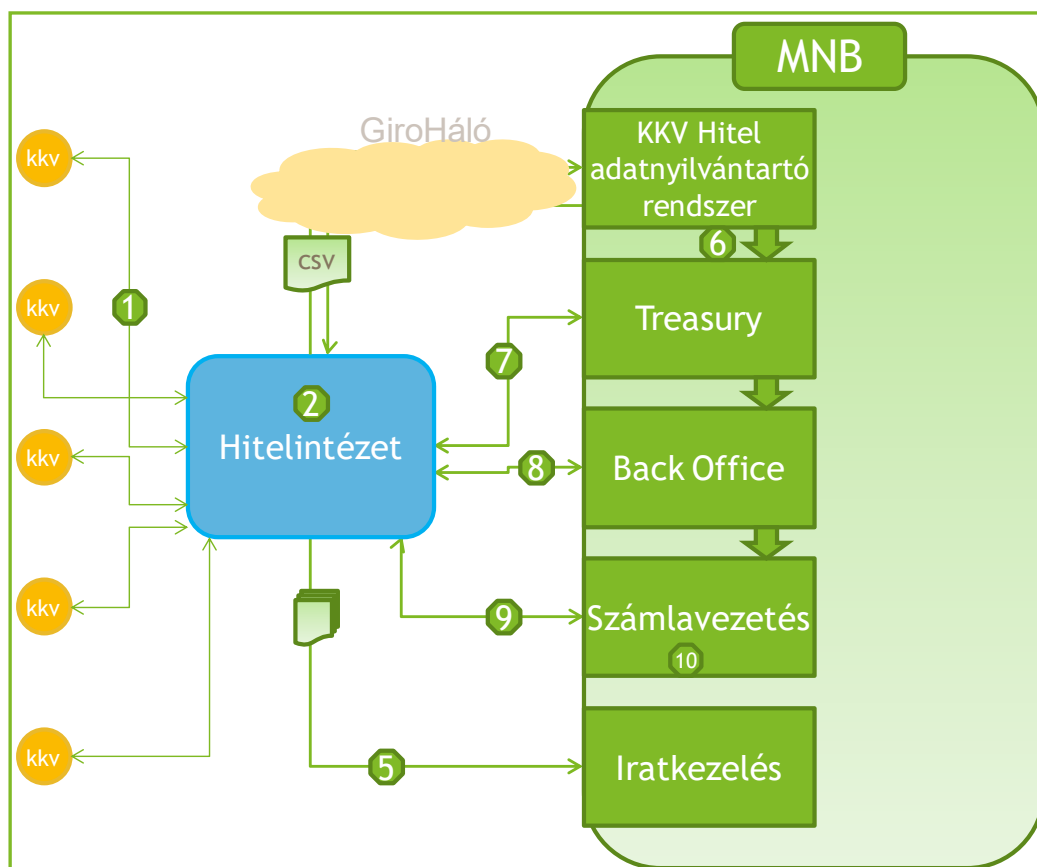 MNB
GiroHáló
KKV Hitel
adatnyilvántartó
rendszer
kkv
6
CSV
kkv
1
Treasury
7
2
Hitelintézet
kkv
8
Back Office
kkv
9
Számlavezetés
10
kkv
5
Iratkezelés